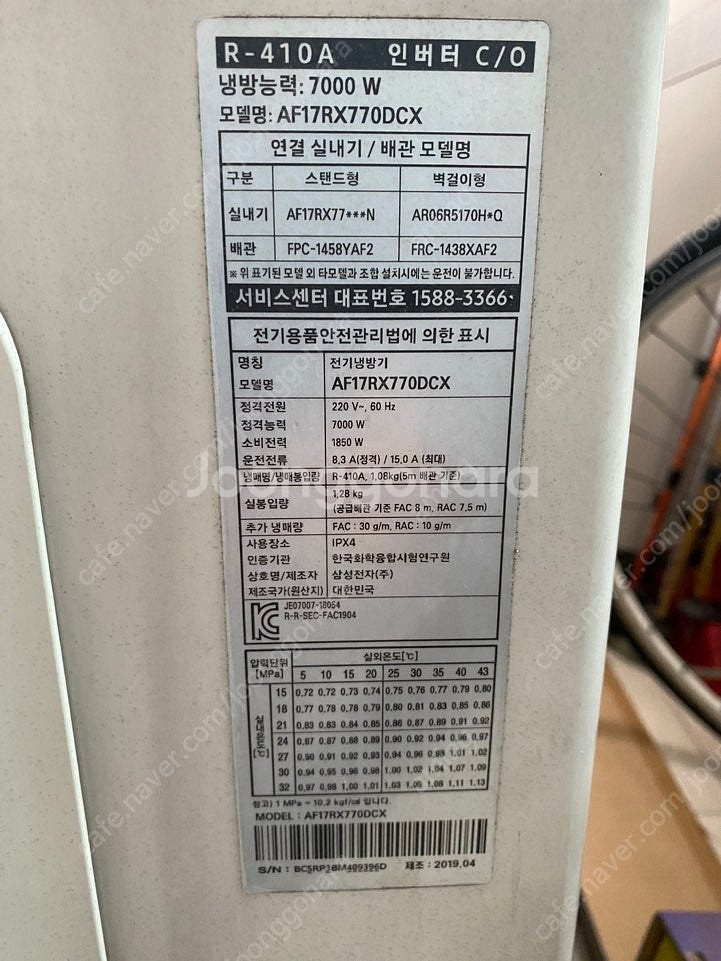 R-410A 인버터 C/O
냉방능력: 7000 W
모델명: AF17RX770DCX
연결 실내기 / 배관 모델명
구분 스탠드형 벽걸이형
실내기 AF17RX77***N AR06R5170H*Q
배관 FPC-1458YAF2 FRC-1438XAF2
※ 위 표기된 모델 외 타모델과 조합 설치시에는 운전이 불가합니다.
서비스센터 대표번호 1588-3366
전기용품안전관리법에 의한 표시
명칭 전기냉방기
모델명 AF17RX770DCX
정격전원 220 V~, 60 Hz
정격능력 7000 W
소비전력 1850 W
운전전류 8.3 A(정격) / 15.0 A (최대)
냉매명/냉매봉입량 R-410A, 1.08kg(5m 배관 기준)
실봉입량 1.28 kg
(공급배관 기준 FAC 8 m, RAC 7.5 m)
추가 냉매량 FAC : 30 g/m, RAC : 10 g/m
사용장소 IPX4
인증기관 한국화학융합시험연구원
상호명/제조자 삼성전자(주)
제조국가(원산지) 대한민국
JE07007-18064
R-R-SEC-FAC1904
압력단위 [MPa] 실외온도[℃]
5 10 15 20 25 30 35 40 43
15 0.72 0.72 0.73 0.74 0.75 0.76 0.77 0.79 0.80
18 0.77 0.78 0.78 0.79 0.80 0.81 0.83 0.85 0.86
21 0.83 0.83 0.84 0.85 0.86 0.87 0.89 0.91 0.92
24 0.87 0.87 0.88 0.89 0.90 0.92 0.94 0.96 0.97
27 0.90 0.91 0.92 0.93 0.94 0.96 0.98 1.01 1.02
30 0.94 0.95 0.96 0.98 1.00 1.02 1.04 1.07 1.09
32 0.97 0.98 1.00 1.01 1.03 1.05 1.08 1.11 1.13
참고) 1 MPa = 10.2 kgf/㎠ 입니다.
MODEL : AF17RX770DCX
S/N : BC5RP3BM409396D 제조 : 2019.04
Joonggonara
cafe.naver.com/joonggonara